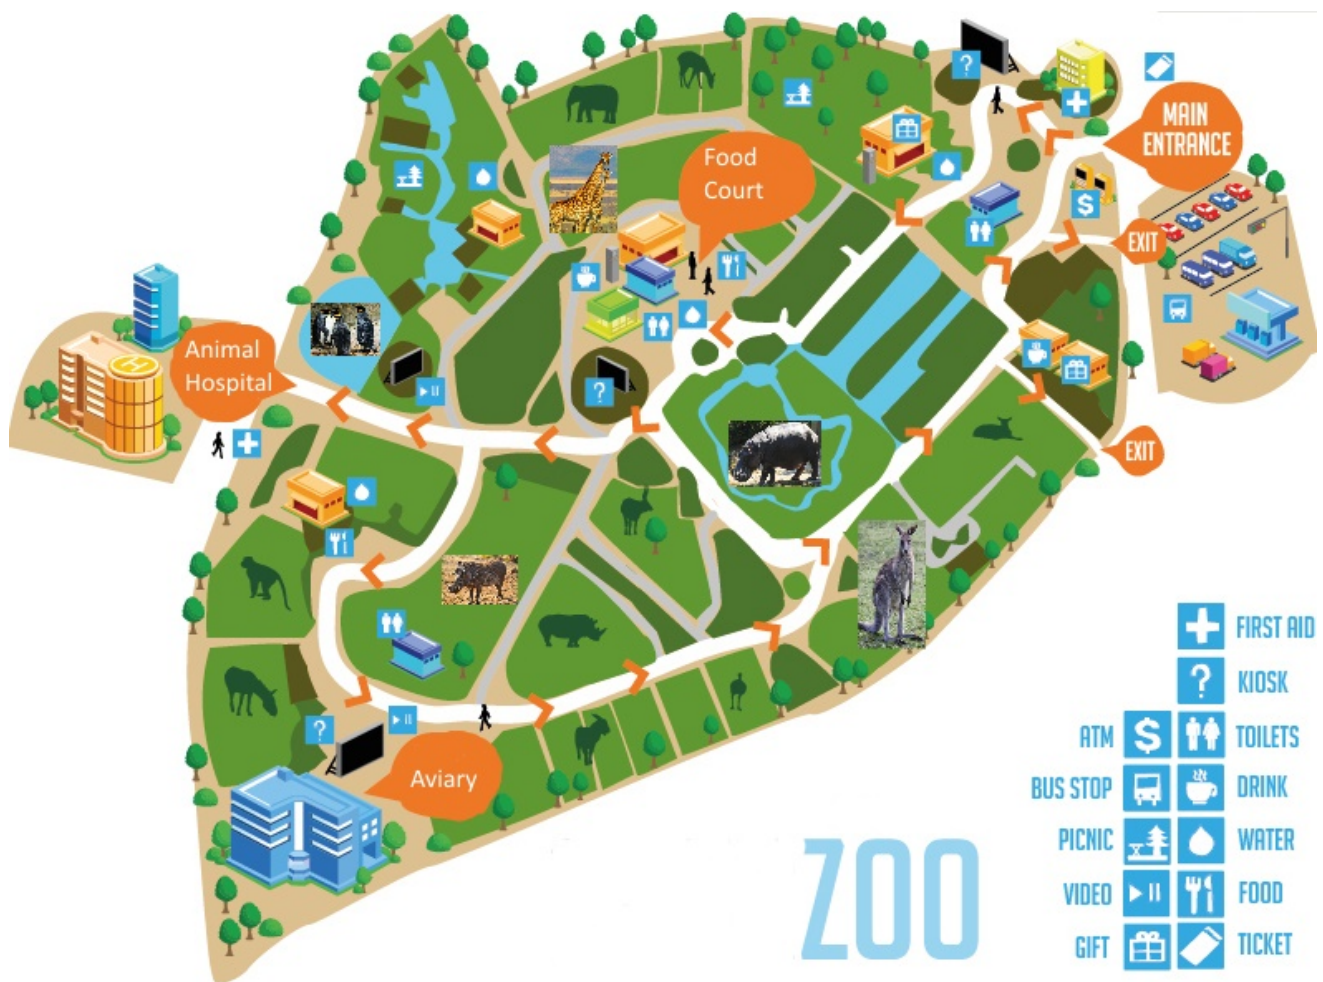 MAIN
ENTRANCE
Food
Court
$
EXIT
?
H
Animal
Hospital
?
EXIT
?
Aviary
FIRST AID
? KIOSK
ATM $ TOILETS
BUS STOP DRINK
PICNIC WATER
VIDEO FOOD
GIFT TICKET
ZOO